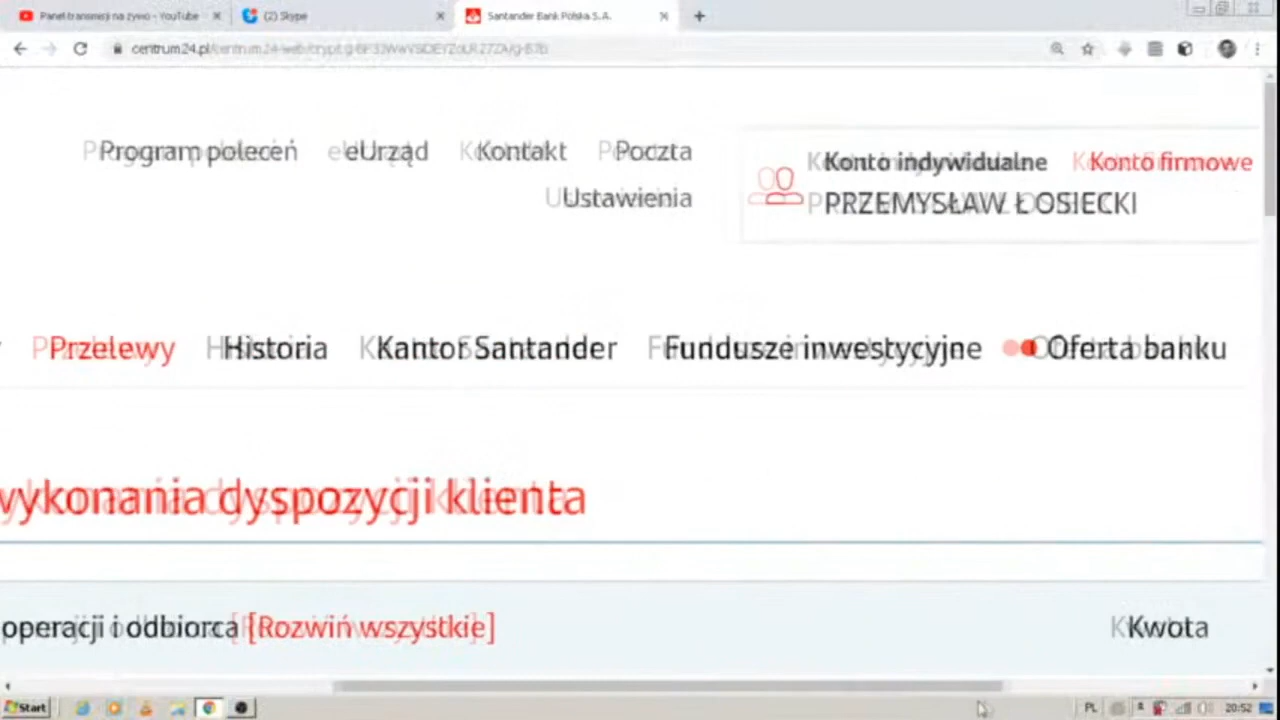 Panel transmisji na żywo - YouTube
(2) Skype
Santander Bank Polska S.A.
Program poleceń eUrząd Kontakt Poczta
Ustawienia
Konto indywidualne Konto firmowe
PRZEMYSŁAW ŁOSIECKI
Przelewy Historia Kantor Santander Fundusze inwestycyjne Oferta banku
wykonania dyspozycji klienta
operacji i odbiorca [Rozwiń wszystkie] Kwota
Start PL 20:52